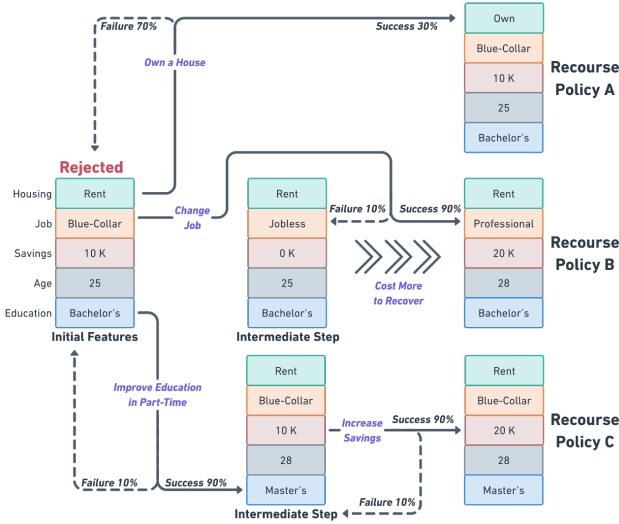 Failure 70%
Success 30%
Own a House
Own
Blue-Collar
10 K
25
Bachelor's
Recourse
Policy A
Rejected
Housing
Job
Savings
Age
Education
Rent
Blue-Collar
10 K
25
Bachelor's
Initial Features
Change
Job
Rent
Jobless
0 K
25
Bachelor's
Intermediate Step
Failure 10%
Success 90%
Cost More
to Recover
Rent
Professional
20 K
28
Bachelor's
Recourse
Policy B
Improve Education
in Part-Time
Failure 10%
Success 90%
Rent
Blue-Collar
10 K
28
Master's
Intermediate Step
Increase
Savings
Success 90%
Failure 10%
Rent
Blue-Collar
20 K
28
Master's
Recourse
Policy C